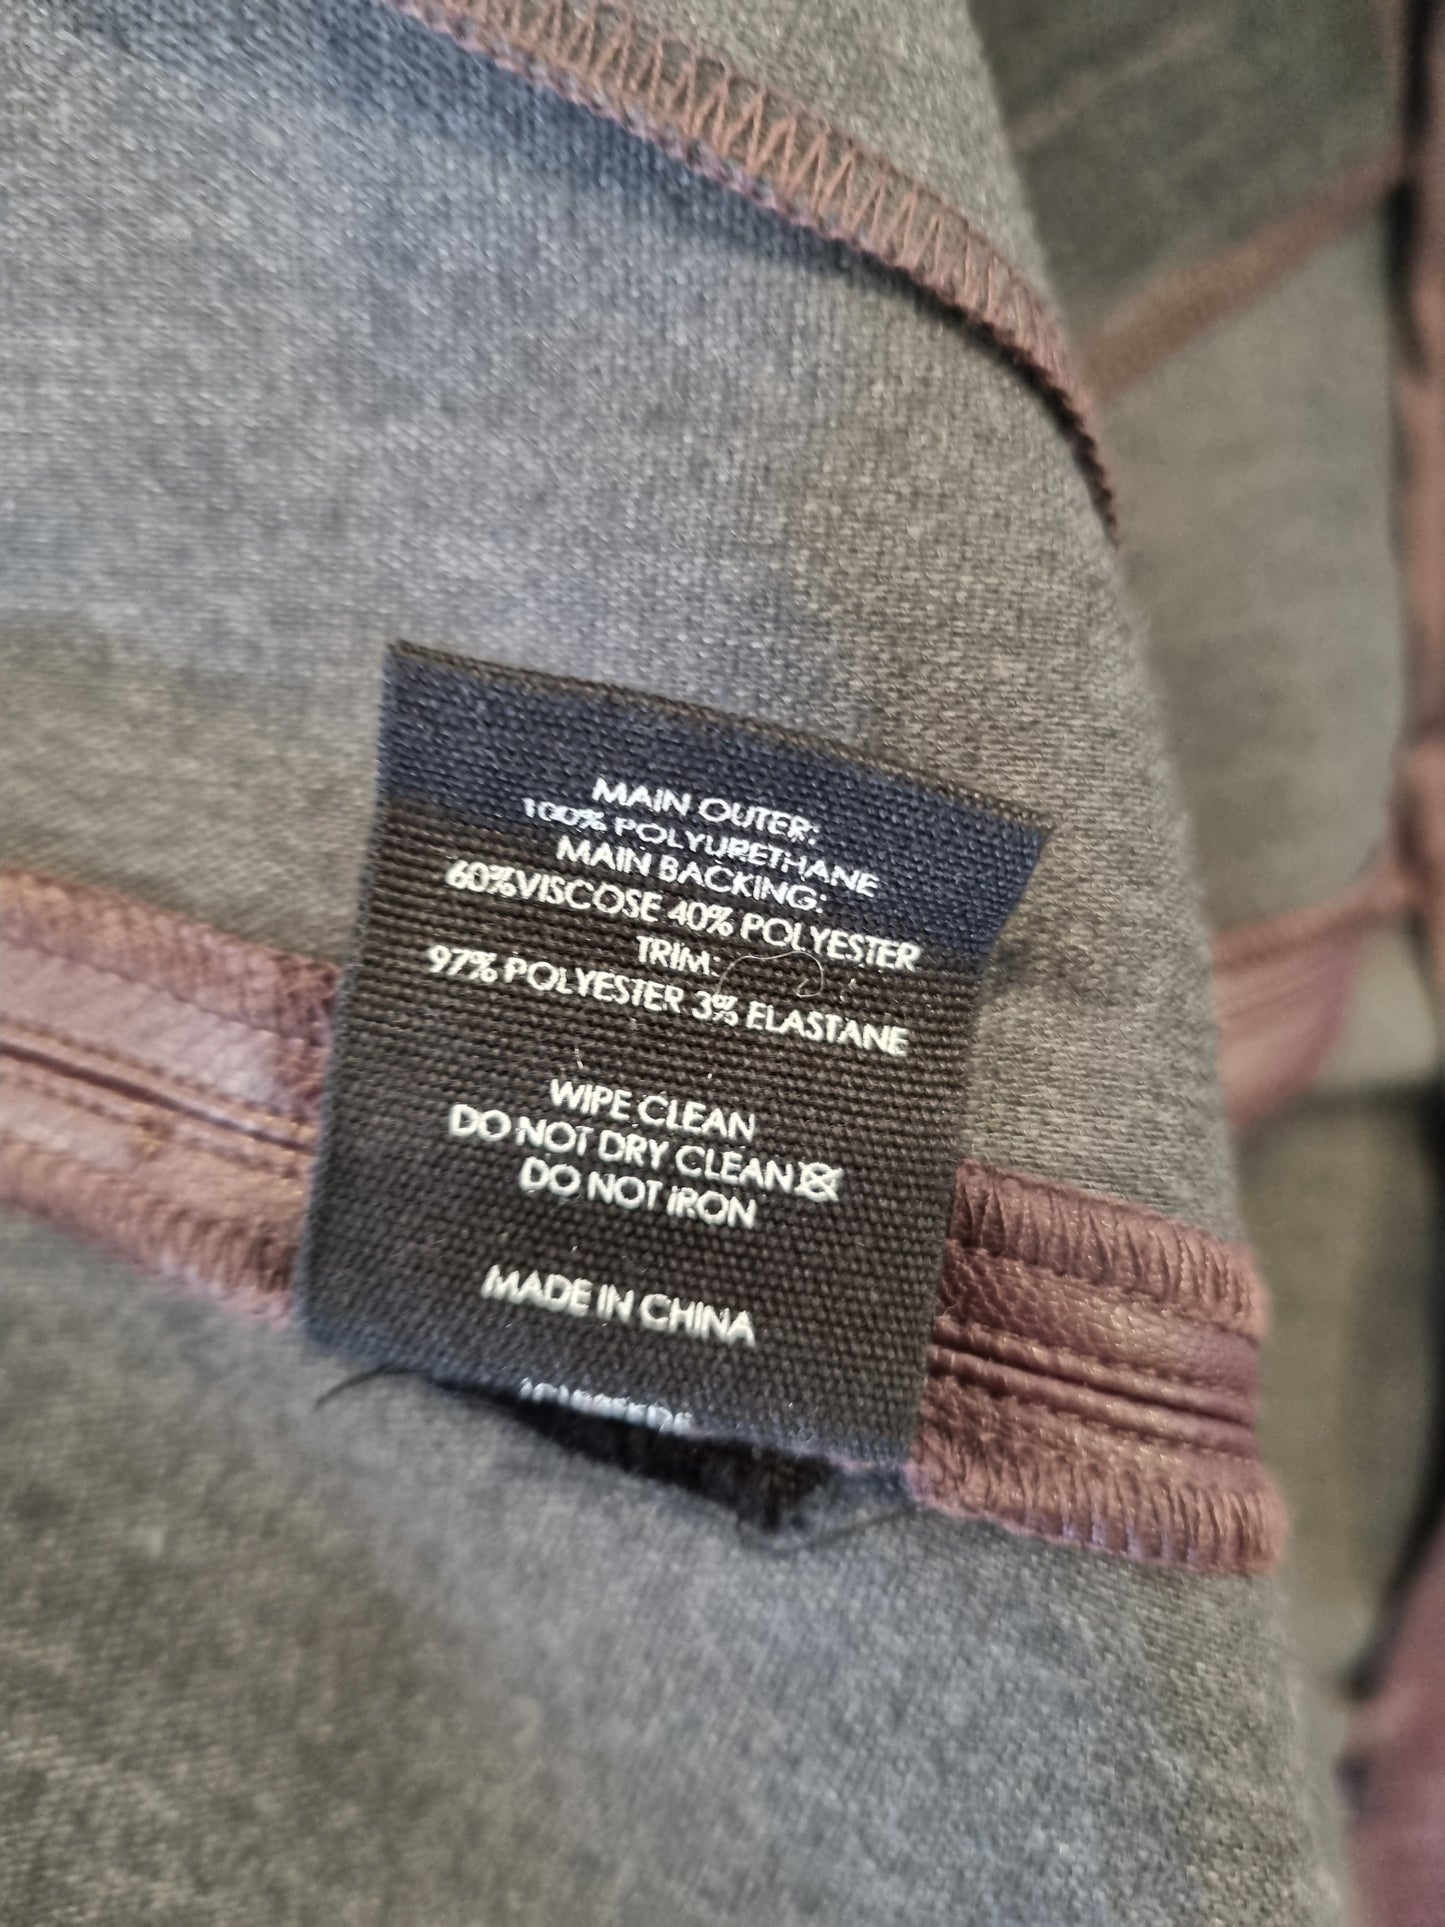 MAIN OUTER:
100% POLYURETHANE
MAIN BACKING:
60%VISCOSE 40% POLYESTER
TRIM:
97% POLYESTER 3% ELASTANE
WIPE CLEAN
DO NOT DRY CLEAN
DO NOT iRON
MADE IN CHINA